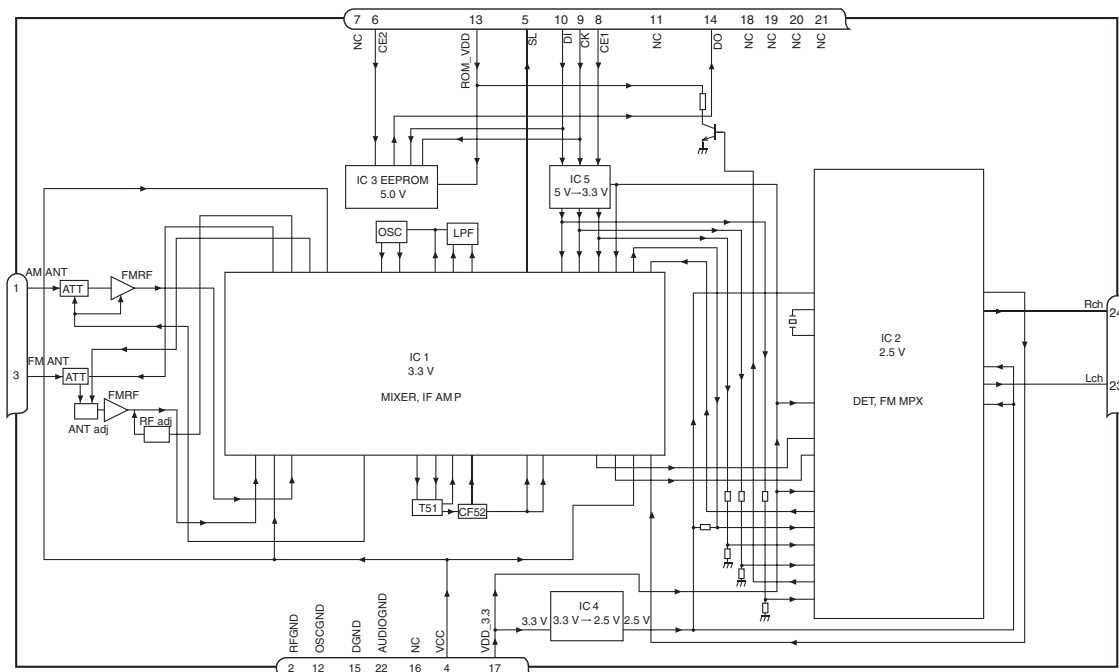 7 6 13 5 10 9 8 11 14 18 19 20 21
NC CE2 ROM_VDD SL DI CK CE1 NC DO NC NC NC NC
IC 3 EEPROM
5.0 V
IC 5
5 V→3.3 V
OSC
LPF
AM ANT
1
ATT
FMRF
FM ANT
3
ATT
FMRF
ANT adj
RF adj
IC 1
3.3 V
MIXER, IF AMP
IC 2
2.5 V
DET, FM MPX
Rch
24
Lch
23
T51
CF52
IC 4
3.3 V
3.3 V → 2.5 V
2.5 V
RFGND OSCGND DGND AUDIOGND NC VCC VDD_3.3
2 12 15 22 16 4 17